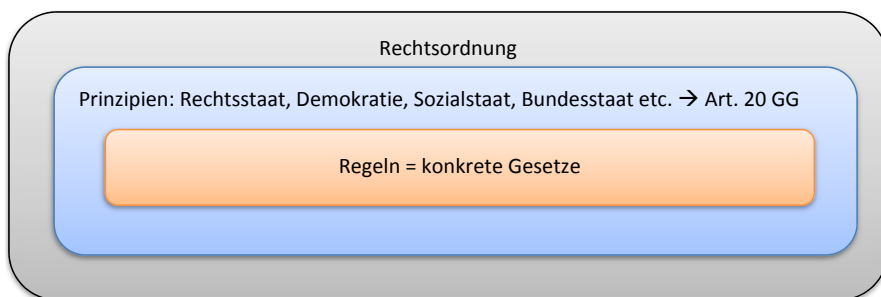 Rechtsordnung
Prinzipien: Rechtsstaat, Demokratie, Sozialstaat, Bundesstaat etc. → Art. 20 GG
Regeln = konkrete Gesetze